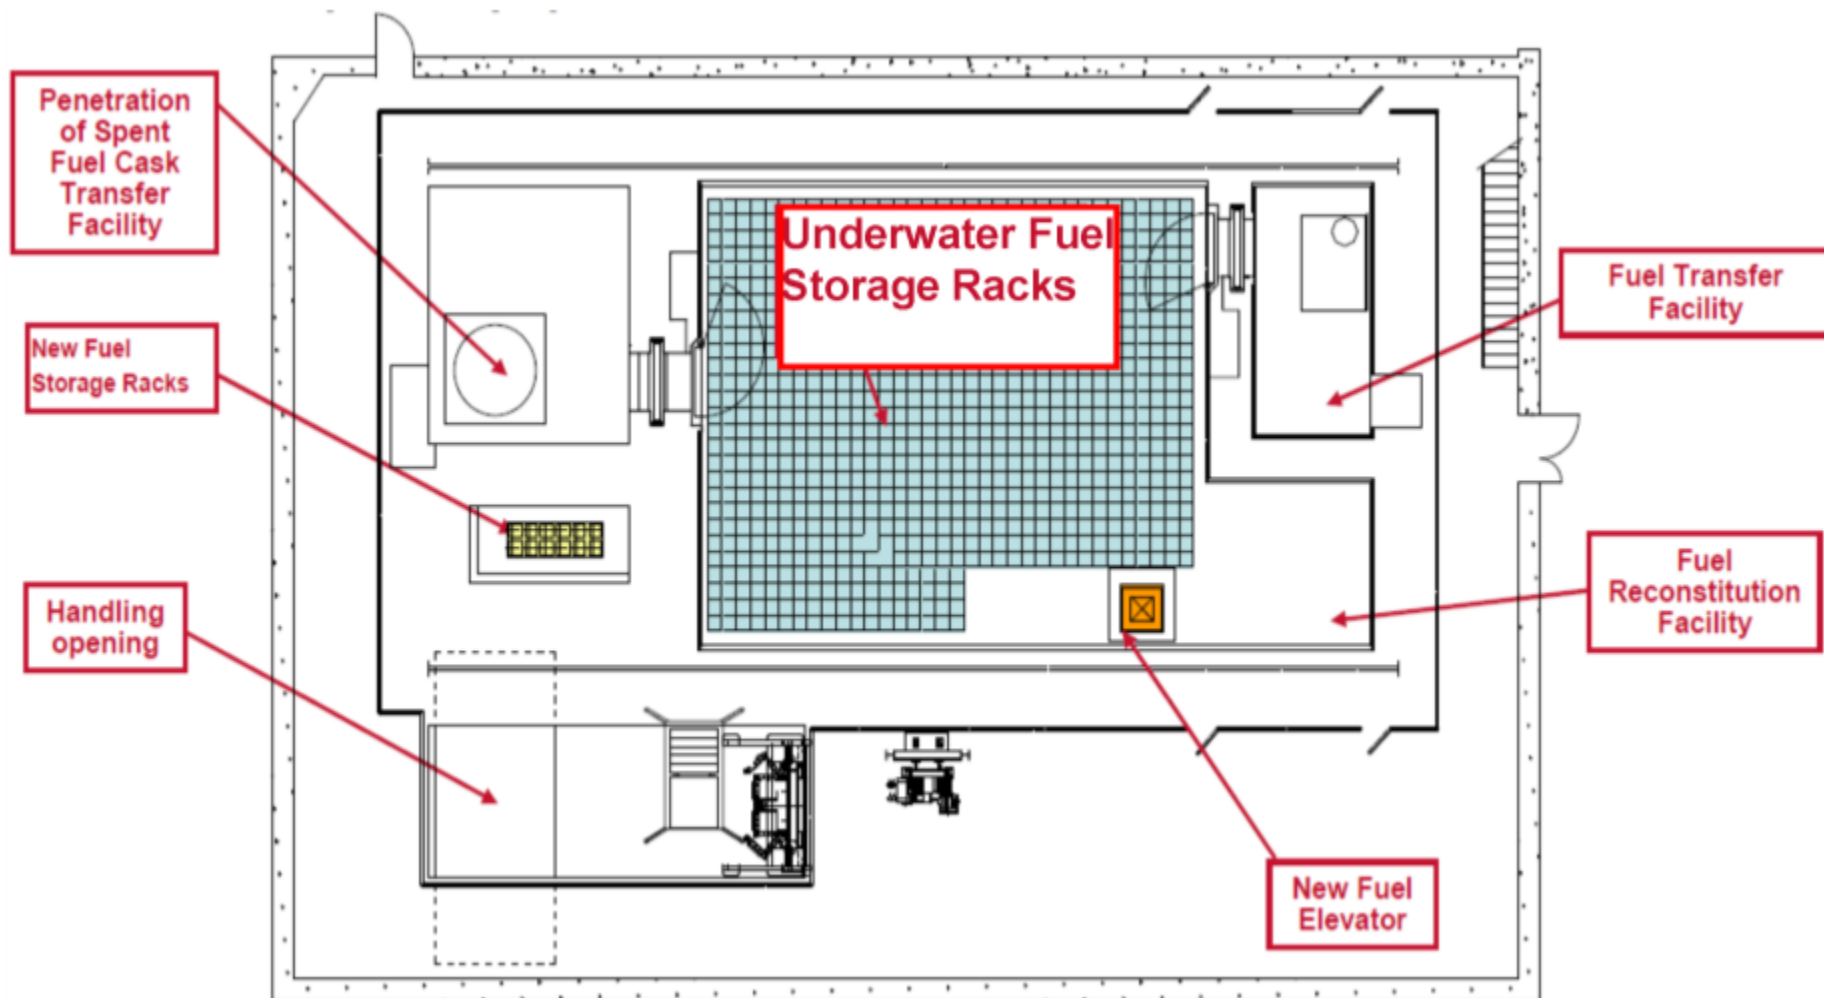 Penetration
of Spent
Fuel Cask
Transfer
Facility
Underwater Fuel
Storage Racks
Fuel Transfer
Facility
New Fuel
Storage Racks
Fuel
Reconstitution
Facility
Handling
opening
New Fuel
Elevator